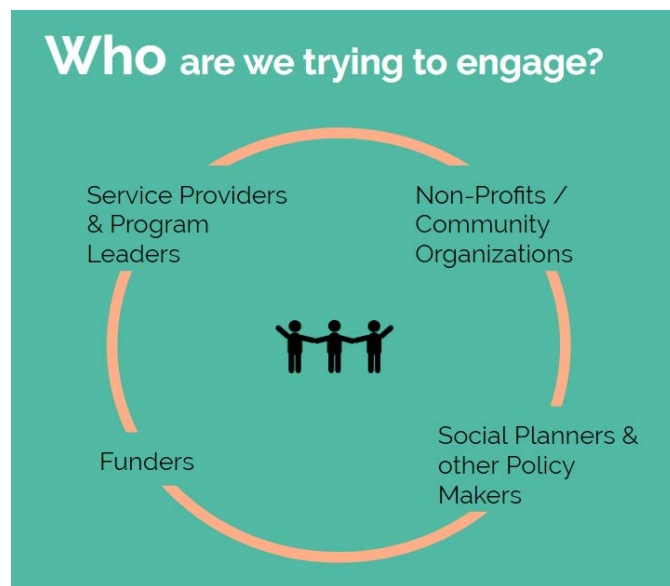 Who are we trying to engage?
Service Providers
& Program
Leaders
Non-Profits /
Community
Organizations
Funders
Social Planners &
other Policy
Makers